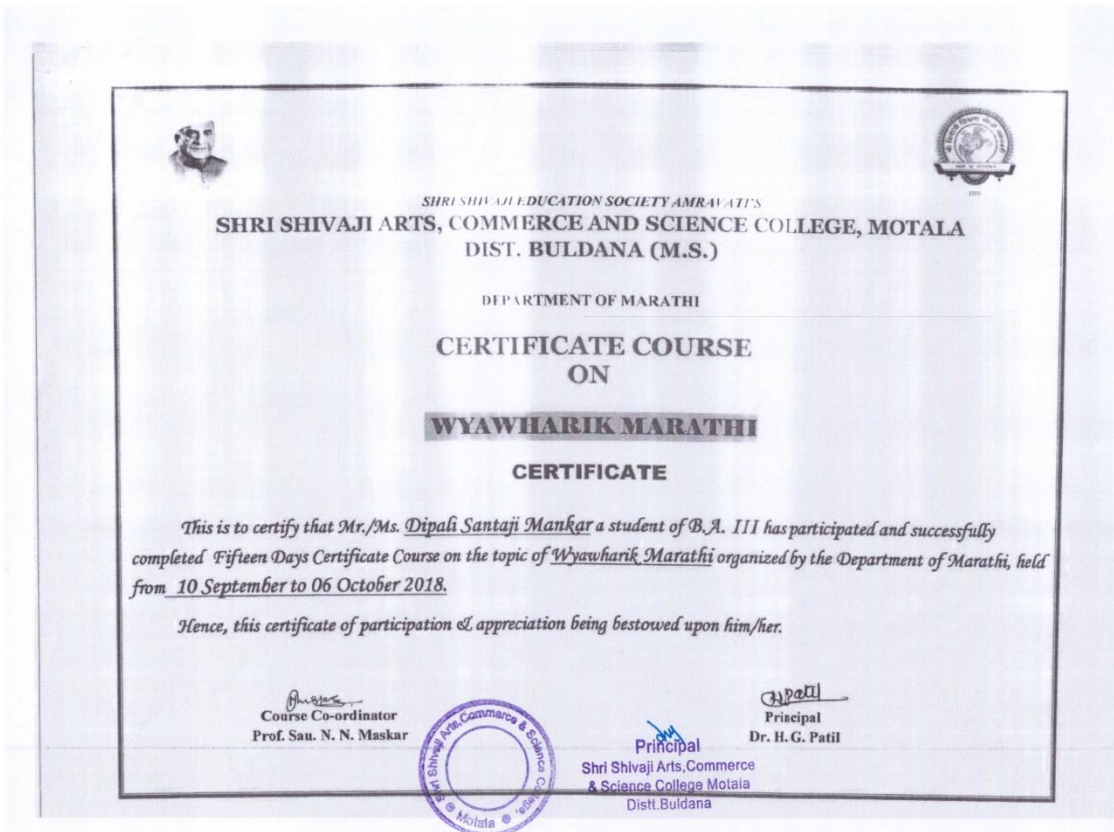 SHRI SHIVAJI EDUCATION SOCIETY AMRAVATI'S
SHRI SHIVAJI ARTS, COMMERCE AND SCIENCE COLLEGE, MOTALA
DIST. BULDANA (M.S.)
DEPARTMENT OF MARATHI
CERTIFICATE COURSE
ON
WYAWHARIK MARATHI
CERTIFICATE
This is to certify that Mr./Ms. Dipali Santaji Mankar a student of B.A. III has participated and successfully
completed Fifteen Days Certificate Course on the topic of Wyawharik Marathi organized by the Department of Marathi, held
from 10 September to 06 October 2018.
Hence, this certificate of participation & appreciation being bestowed upon him/her.
Course Co-ordinator
Prof. Sau. N. N. Maskar
Shri Shivaji Arts, Commerce & Science College,
Motala
Principal
Shri Shivaji Arts,Commerce
& Science College Motala
Distt.Buldana
Principal
Dr. H.G. Patil